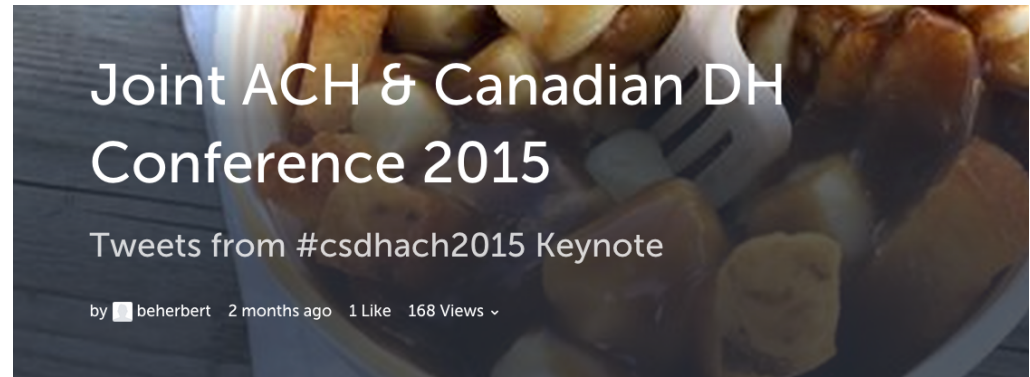 Joint ACH & Canadian DH
Conference 2015
Tweets from #csdhach2015 Keynote
by beherbert 2 months ago 1 Like 168 Views